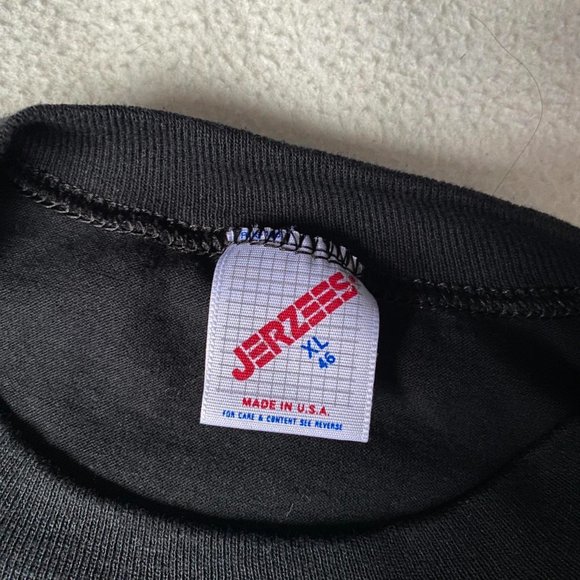 JERZEES
XL
46
MADE IN U.S.A.
FOR CARE & CONTENT SEE REVERSE